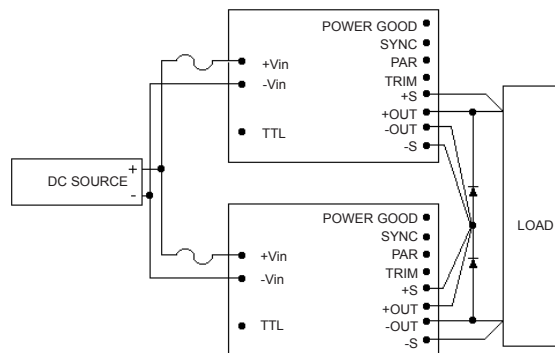 POWER GOOD
SYNC
+Vin
PAR
-Vin
TRIM
+S
+OUT
TTL
-OUT
-S
+
DC SOURCE
-
POWER GOOD
LOAD
SYNC
+Vin
PAR
-Vin
TRIM
+S
+OUT
TTL
-OUT
-S